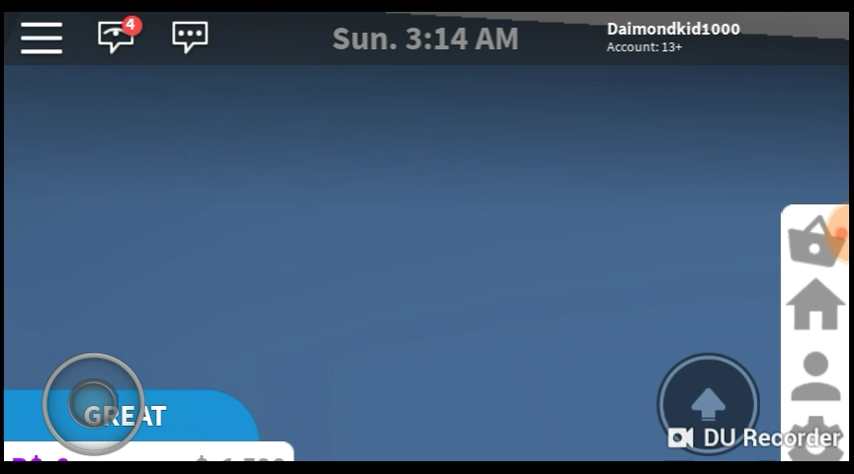 4
Sun. 3:14 AM
Daimondkid1000
Account: 13+
GREAT
DU Recorder